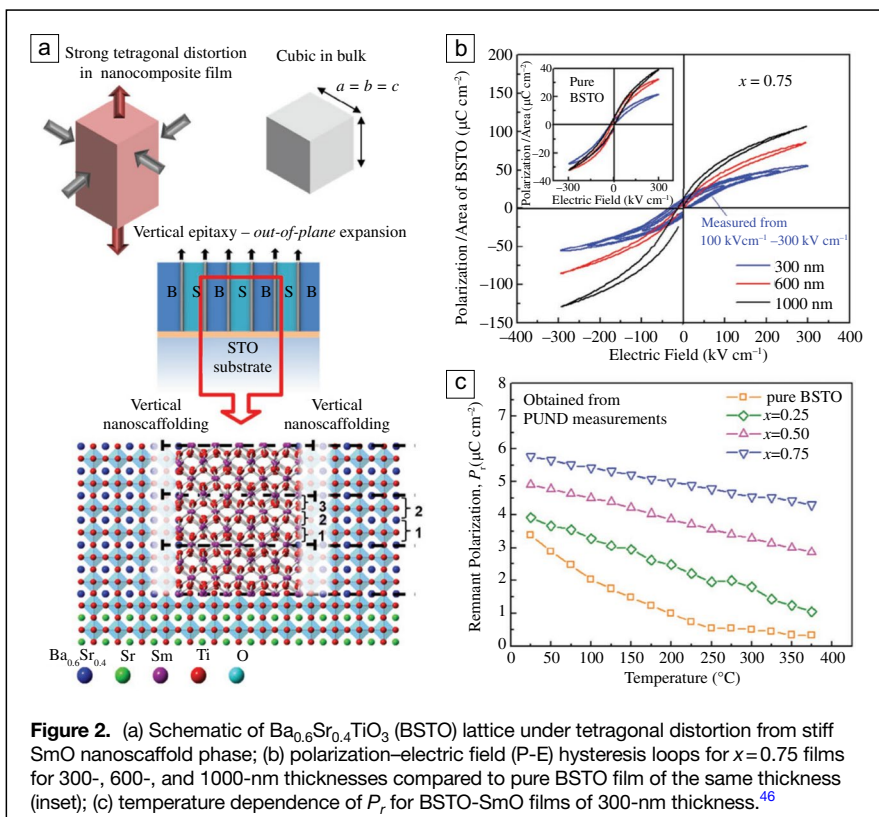 a
Strong tetragonal distortion
in nanocomposite film
Cubic in bulk
a = b = c
Vertical epitaxy – out-of-plane expansion
B S B S B S B
STO
substrate
Vertical
nanoscaffolding
Vertical
nanoscaffolding
3
2
1
2
1
Ba0.6Sr0.4 Sr Sm Ti O
b
Polarization /Area of BSTO (μC cm−2)
150
100
50
0
−50
−100
−150
−400 −300 −200 −100 0 100 200 300 400
Electric Field (kV cm−1)
x = 0.75
Measured from
100 kVcm−1 –300 kV cm−1
300 nm
600 nm
1000 nm
Polarization /Area (μC cm−2)
40
20
0
−20
40
Pure
BSTO
−300 0 300
Electric Field (kV cm−1)
c
Remnant Polarization, Pr (μC cm−2)
8
7
6
5
4
3
2
1
0
0 50 100 150 200 250 300 350 400
Temperature (°C)
Obtained from
PUND measurements
pure BSTO
x=0.25
x=0.50
x=0.75
Figure 2. (a) Schematic of Ba0.6Sr0.4TiO3 (BSTO) lattice under tetragonal distortion from stiff
SmO nanoscaffold phase; (b) polarization–electric field (P-E) hysteresis loops for x = 0.75 films
for 300-, 600-, and 1000-nm thicknesses compared to pure BSTO film of the same thickness
(inset); (c) temperature dependence of Pr for BSTO-SmO films of 300-nm thickness.46